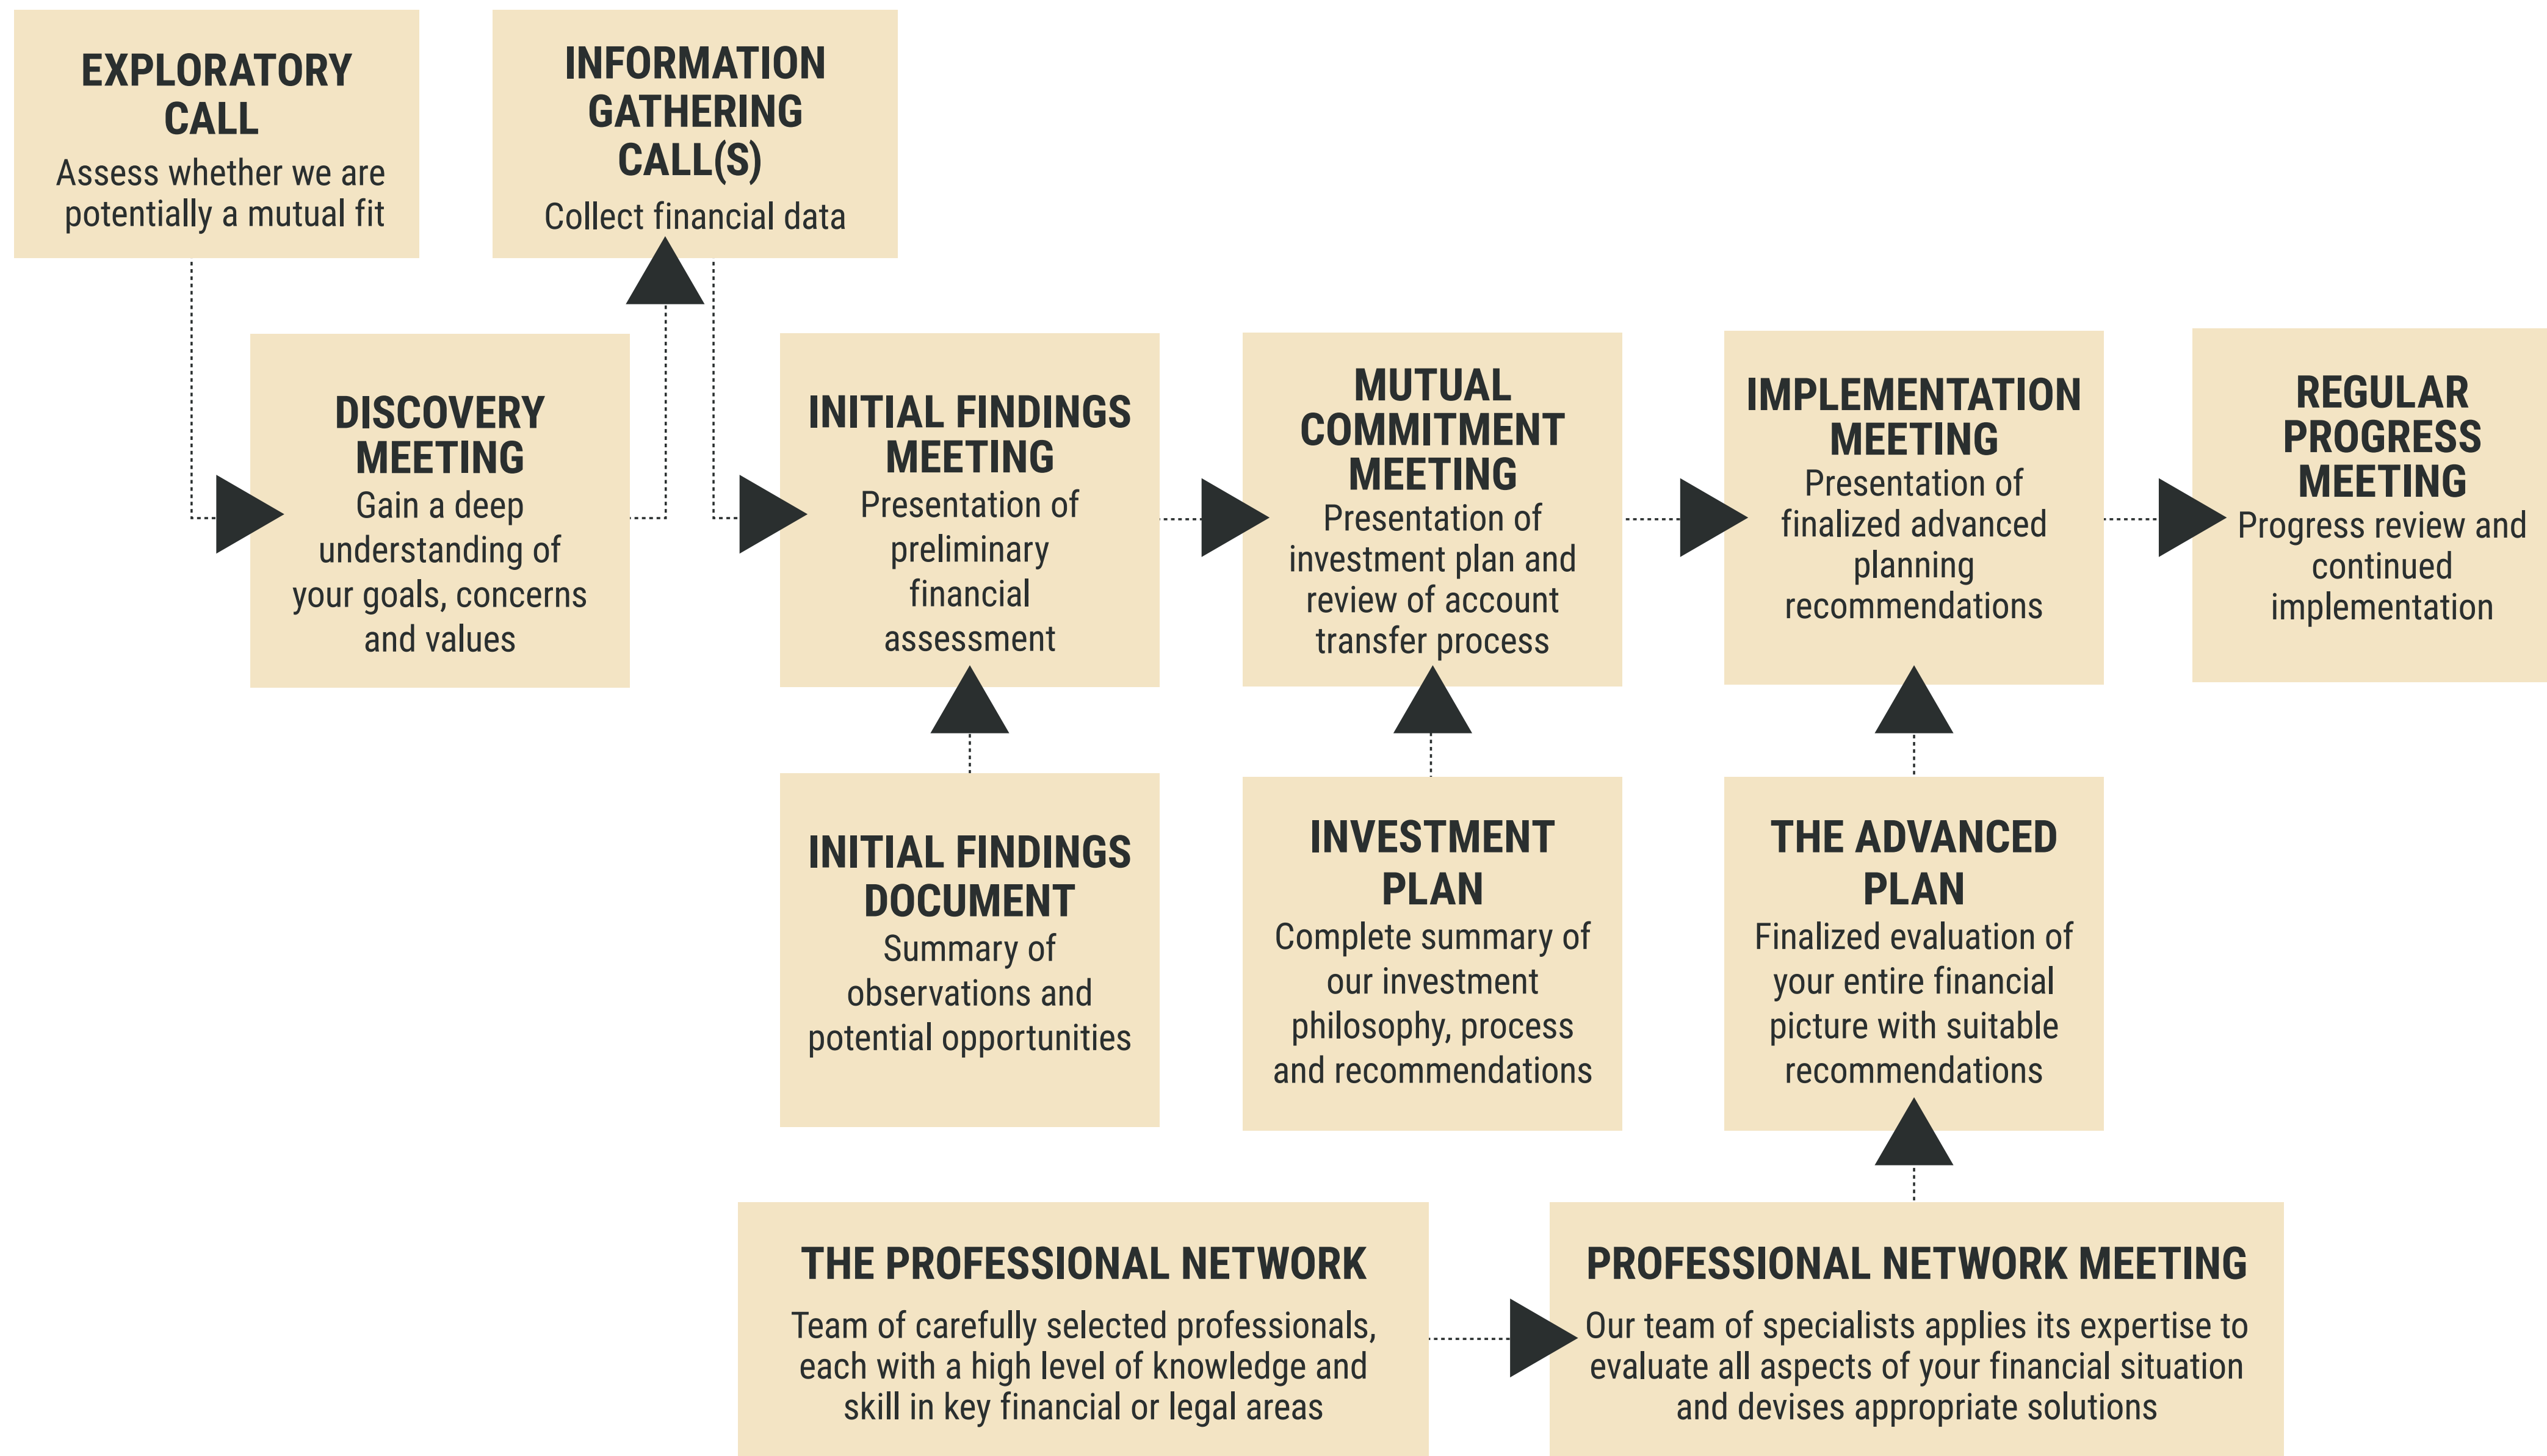 EXPLORATORY
CALL
Assess whether we are
potentially a mutual fit
INFORMATION
GATHERING
CALL(S)
Collect financial data
DISCOVERY
MEETING
Gain a deep
understanding of
your goals, concerns
and values
INITIAL FINDINGS
MEETING
Presentation of
preliminary
financial
assessment
MUTUAL
COMMITMENT
MEETING
Presentation of
investment plan and
review of account
transfer process
IMPLEMENTATION
MEETING
Presentation of
finalized advanced
planning
recommendations
REGULAR
PROGRESS
MEETING
Progress review and
continued
implementation
INITIAL FINDINGS
DOCUMENT
Summary of
observations and
potential opportunities
INVESTMENT
PLAN
Complete summary of
our investment
philosophy, process
and recommendations
THE ADVANCED
PLAN
Finalized evaluation of
your entire financial
picture with suitable
recommendations
THE PROFESSIONAL NETWORK
Team of carefully selected professionals,
each with a high level of knowledge and
skill in key financial or legal areas
PROFESSIONAL NETWORK MEETING
Our team of specialists applies its expertise to
evaluate all aspects of your financial situation
and devises appropriate solutions